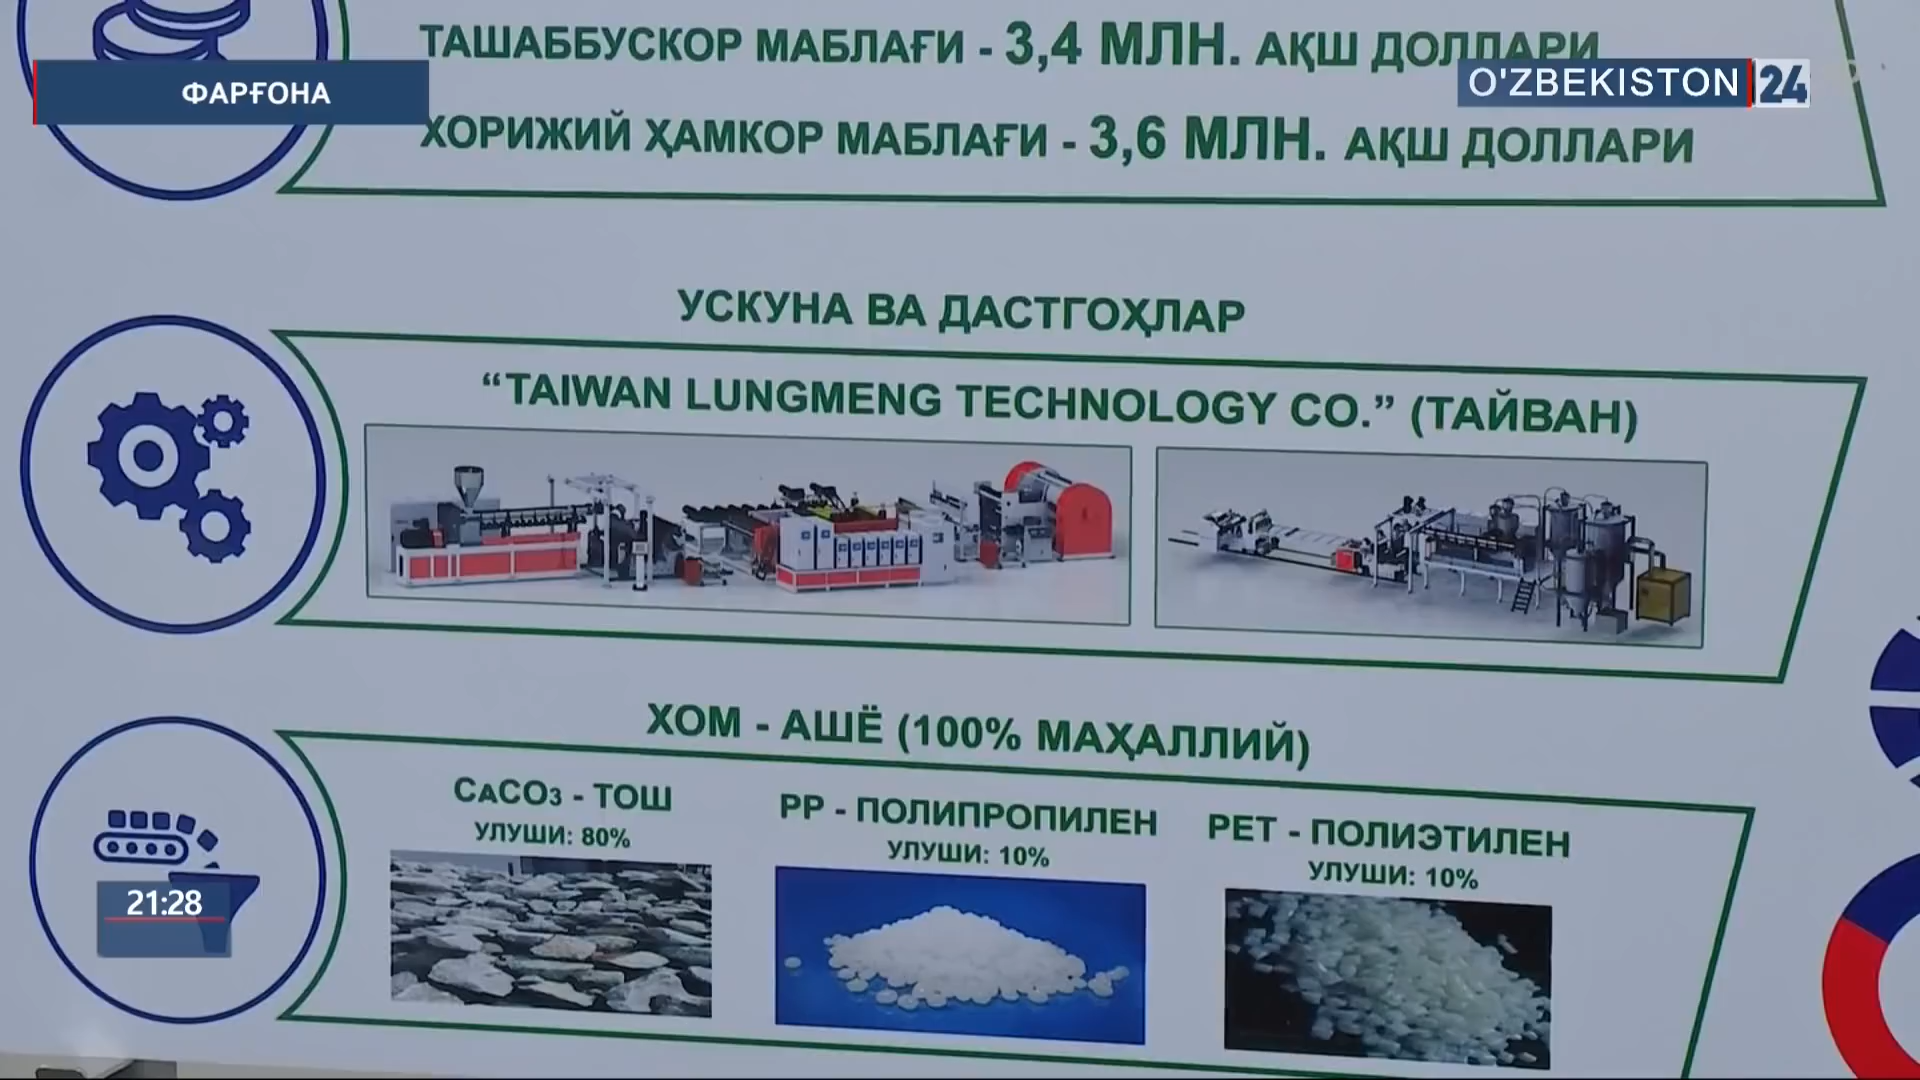 ТАШАББУСКОР МАБЛАҒИ - 3,4 МЛН. АҚШ ДОЛЛАРИ
ФАРҒОНА
O'ZBEKISTON 24
ХОРИЖИЙ ҲАМКОР МАБЛАҒИ - 3,6 МЛН. АҚШ ДОЛЛАРИ
УСКУНА ВА ДАСТГОҲЛАР
“TAIWAN LUNGMENG TECHNOLOGY CO.” (ТАЙВАН)
ХОМ - АШЁ (100% МАҲАЛЛИЙ)
CACO3 - ТОШ
УЛУШИ: 80%
PP - ПОЛИПРОПИЛЕН
УЛУШИ: 10%
PET - ПОЛИЭТИЛЕН
УЛУШИ: 10%
21:28